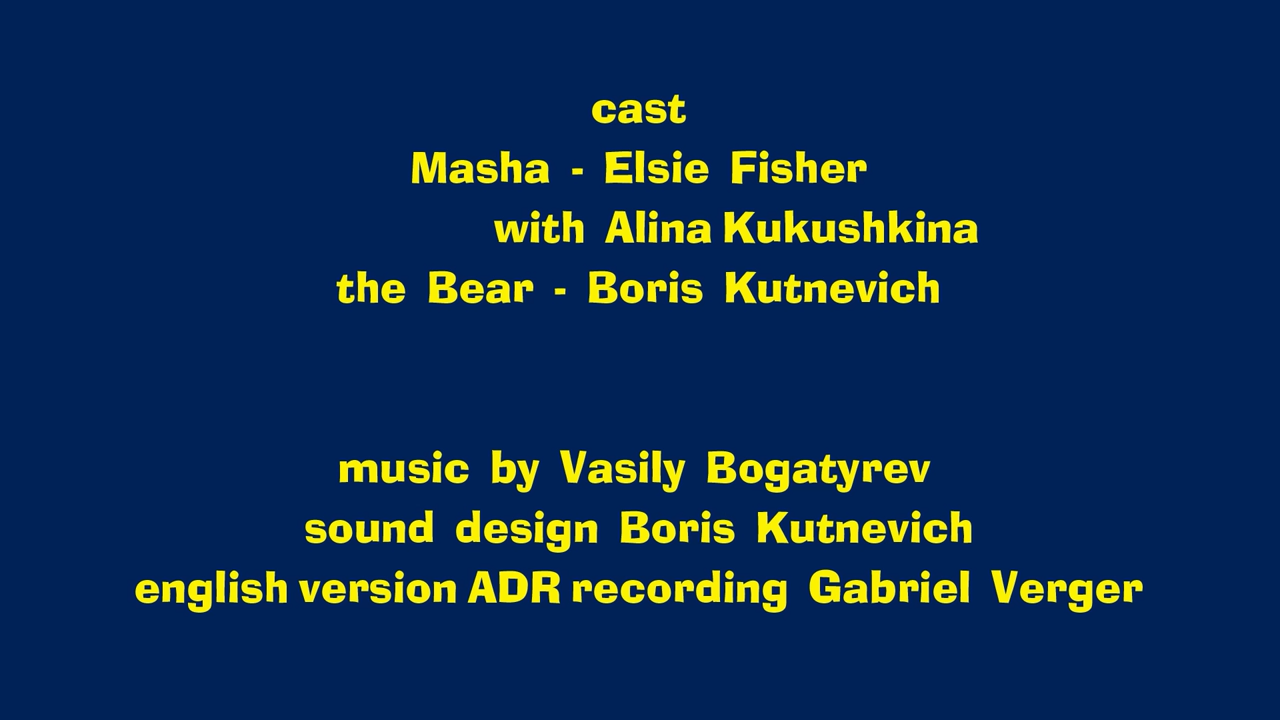 cast
Masha - Elsie Fisher
with Alina Kukushkina
the Bear - Boris Kutnevich
music by Vasily Bogatyrev
sound design Boris Kutnevich
english version ADR recording Gabriel Verger